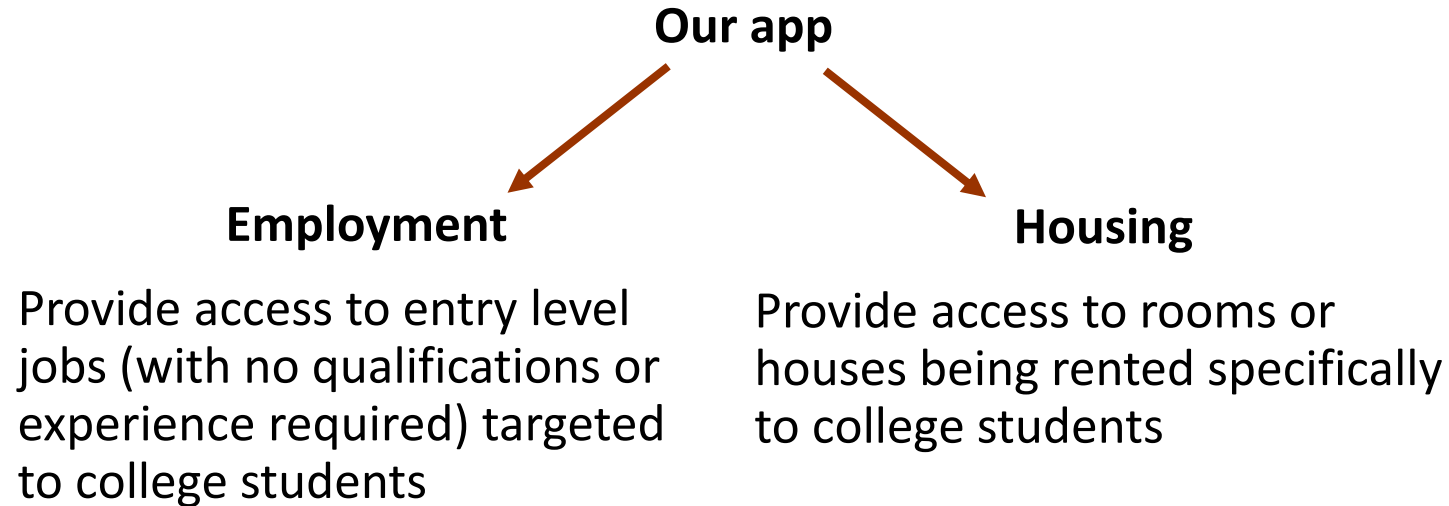 Our app
Employment
Provide access to entry level
jobs (with no qualifications or
experience required) targeted
to college students
Housing
Provide access to rooms or
houses being rented specifically
to college students